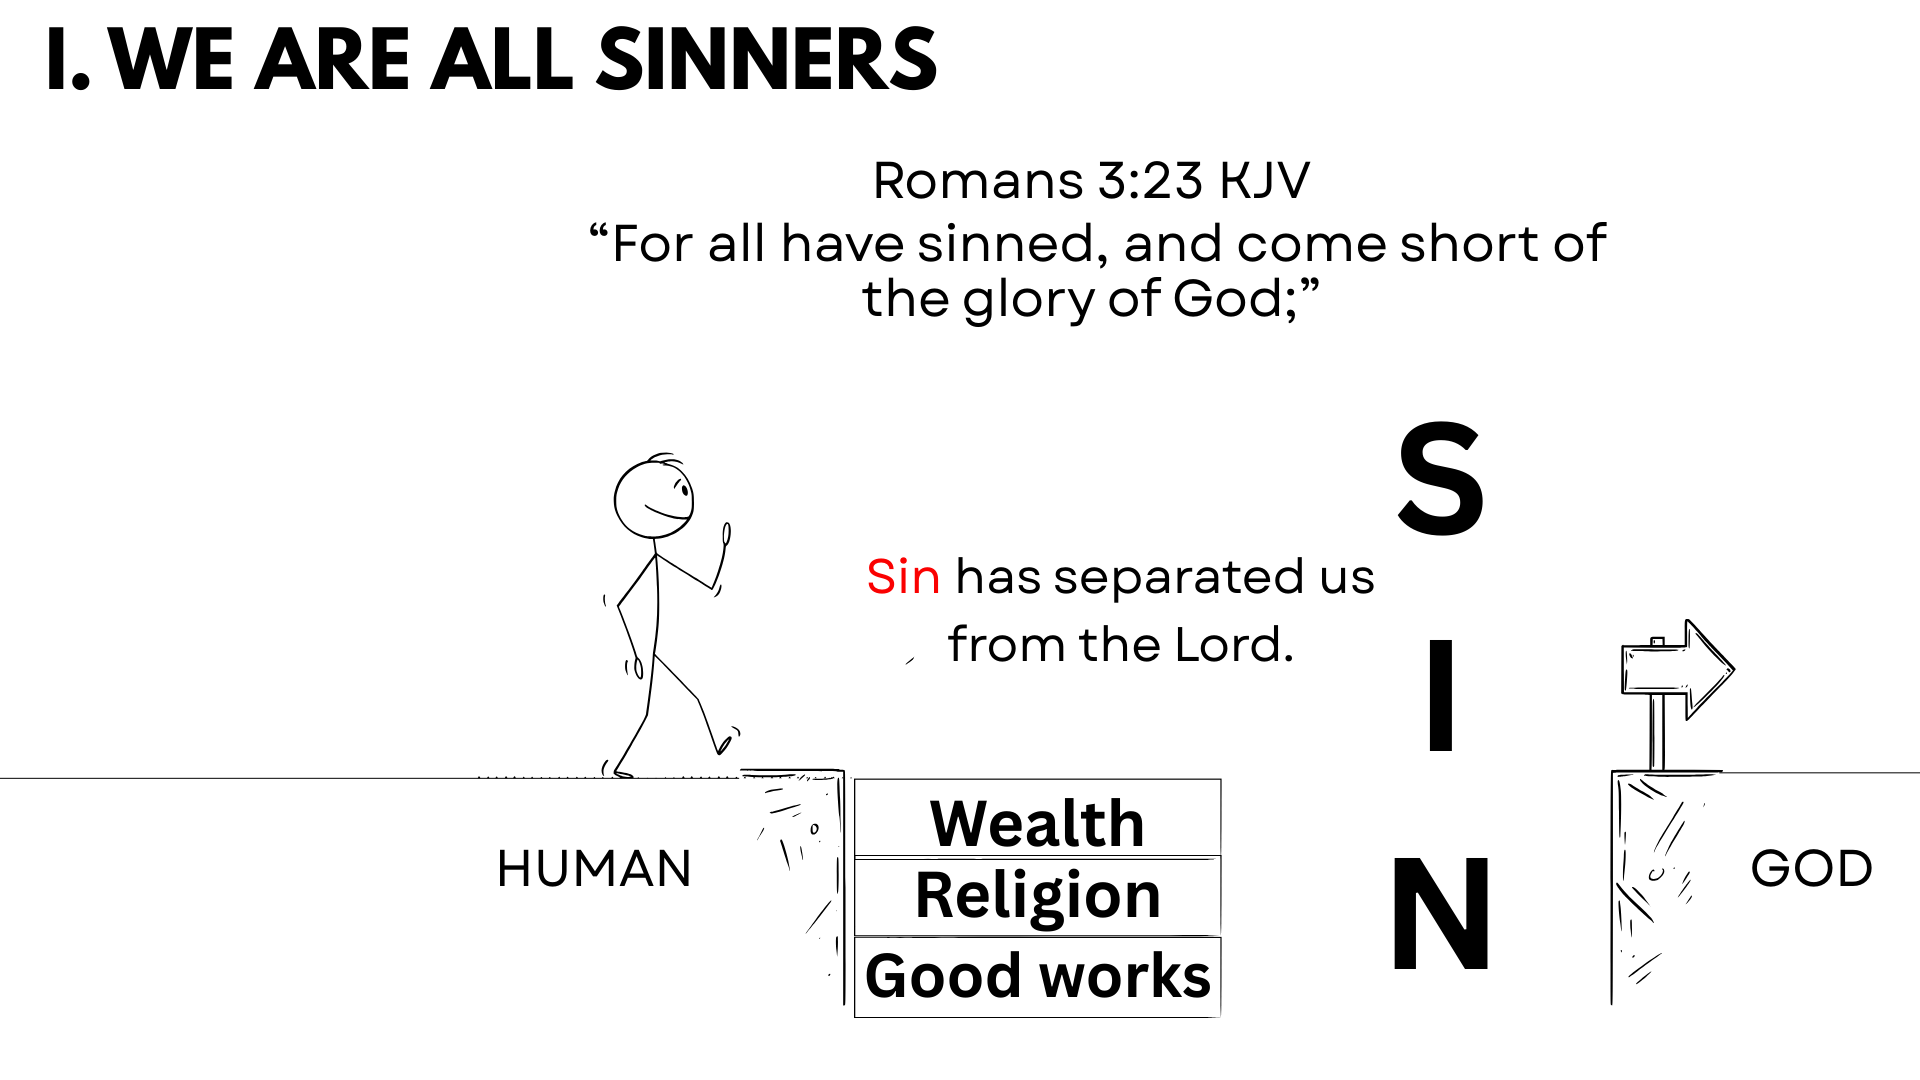 I. WE ARE ALL SINNERS
Romans 3:23 KJV
“For all have sinned, and come short of
the glory of God;”
Sin has separated us
from the Lord.
S
I
N
HUMAN
Wealth
Religion
Good works
GOD